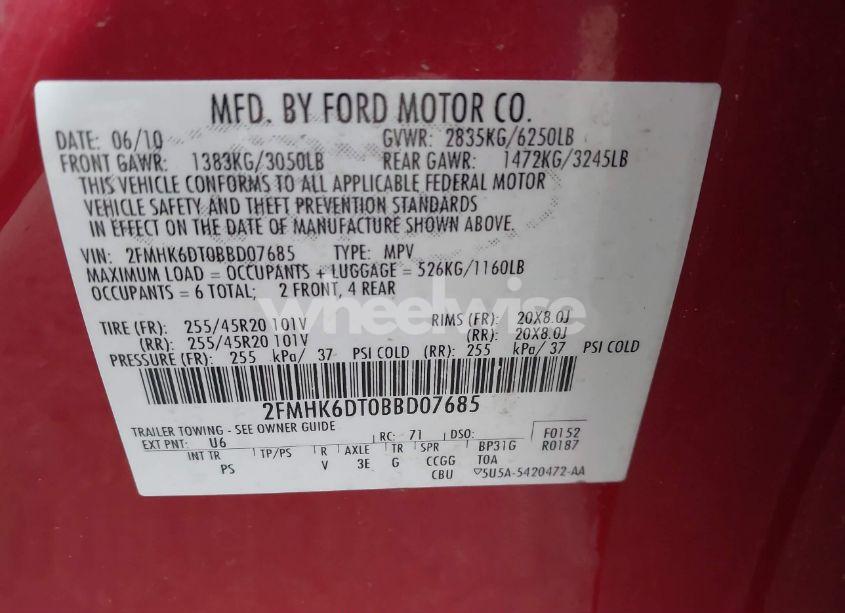 MFD. BY FORD MOTOR CO.
DATE: 06/10 GVWR: 2835KG/6250LB
FRONT GAWR: 1383KG/3050LB REAR GAWR: 1472KG/3245LB
THIS VEHICLE CONFORMS TO ALL APPLICABLE FEDERAL MOTOR
VEHICLE SAFETY AND THEFT PREVENTION STANDARDS
IN EFFECT ON THE DATE OF MANUFACTURE SHOWN ABOVE.
VIN: 2FMHK6DT0BBD07685 TYPE: MPV
MAXIMUM LOAD = OCCUPANTS + LUGGAGE = 526KG/1160LB
OCCUPANTS = 6 TOTAL; 2 FRONT, 4 REAR
wheelwise
TIRE (FR): 255/45R20 101V RIMS (FR): 20X8.0J
(RR): 255/45R20 101V (RR): 20X8.0J
PRESSURE (FR): 255 kPa/ 37 PSI COLD (RR): 255 kPa/ 37 PSI COLD
2FMHK6DT0BBD07685
TRAILER TOWING - SEE OWNER GUIDE
EXT PNT: U6 RC: 71 DSO: F0152
INT TR TP/PS R AXLE TR SPR BP31G R0187
PS V 3E G CCGG TOA
CBU 5U5A-5420472-AA